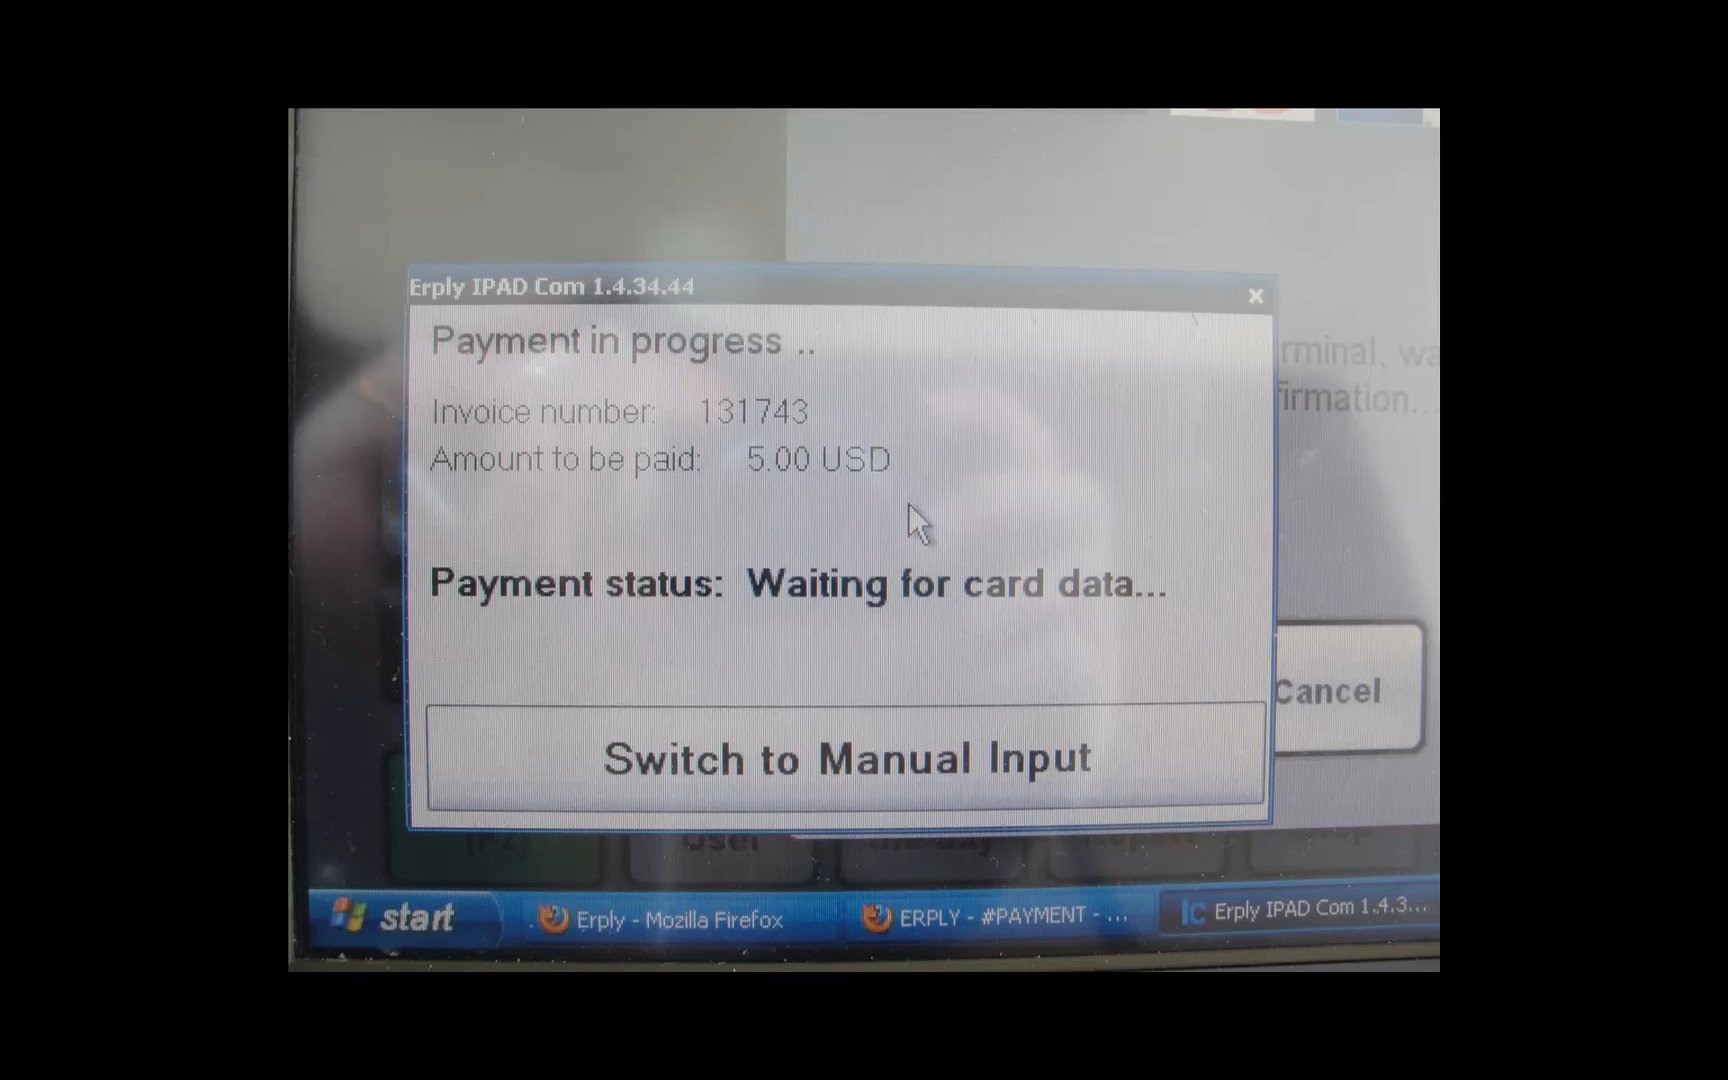 Erply IPAD Com 1.4.34.44
Payment in progress ..
Invoice number: 131743
Amount to be paid: 5.00 USD
Payment status: Waiting for card data...
Switch to Manual Input
rminal, wa
firmation...
Cancel
User
start
Erply - Mozilla Firefox
ERPLY - #PAYMENT - ...
Erply IPAD Com 1.4.3...